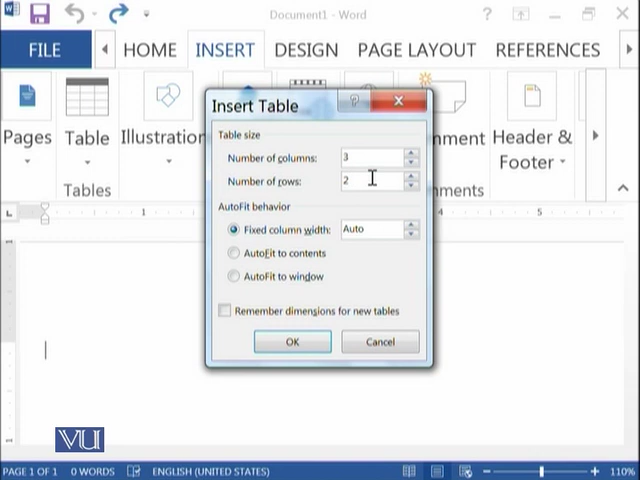 Document1 - Word
FILE HOME INSERT DESIGN PAGE LAYOUT REFERENCES
Pages Table Illustration Header & Footer
Tables
Insert Table
Table size
Number of columns: 3
Number of rows: 2
AutoFit behavior
Fixed column width: Auto
AutoFit to contents
AutoFit to window
Remember dimensions for new tables
OK Cancel
1 4 5
VU
PAGE 1 OF 1 0 WORDS ENGLISH (UNITED STATES) 110%